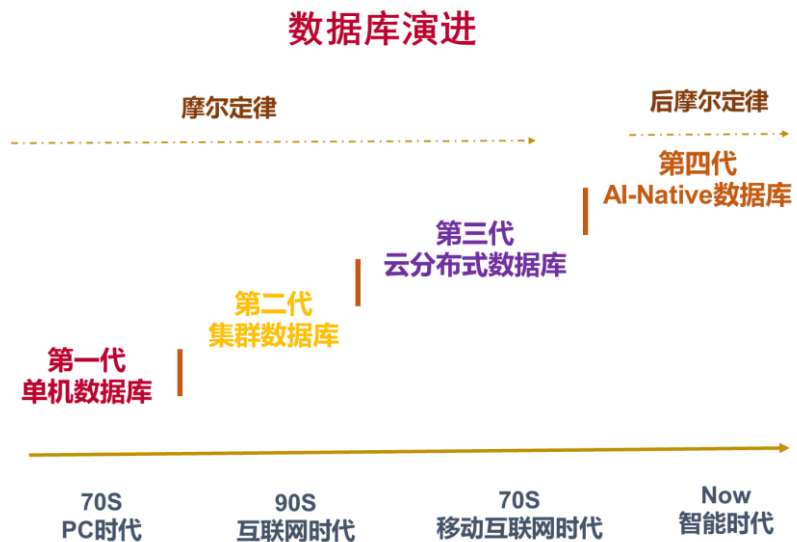 数据库演进
摩尔定律
后摩尔定律
第四代
AI-Native数据库
第三代
云分布式数据库
第二代
集群数据库
第一代
单机数据库
70S
PC时代
90S
互联网时代
70S
移动互联网时代
Now
智能时代